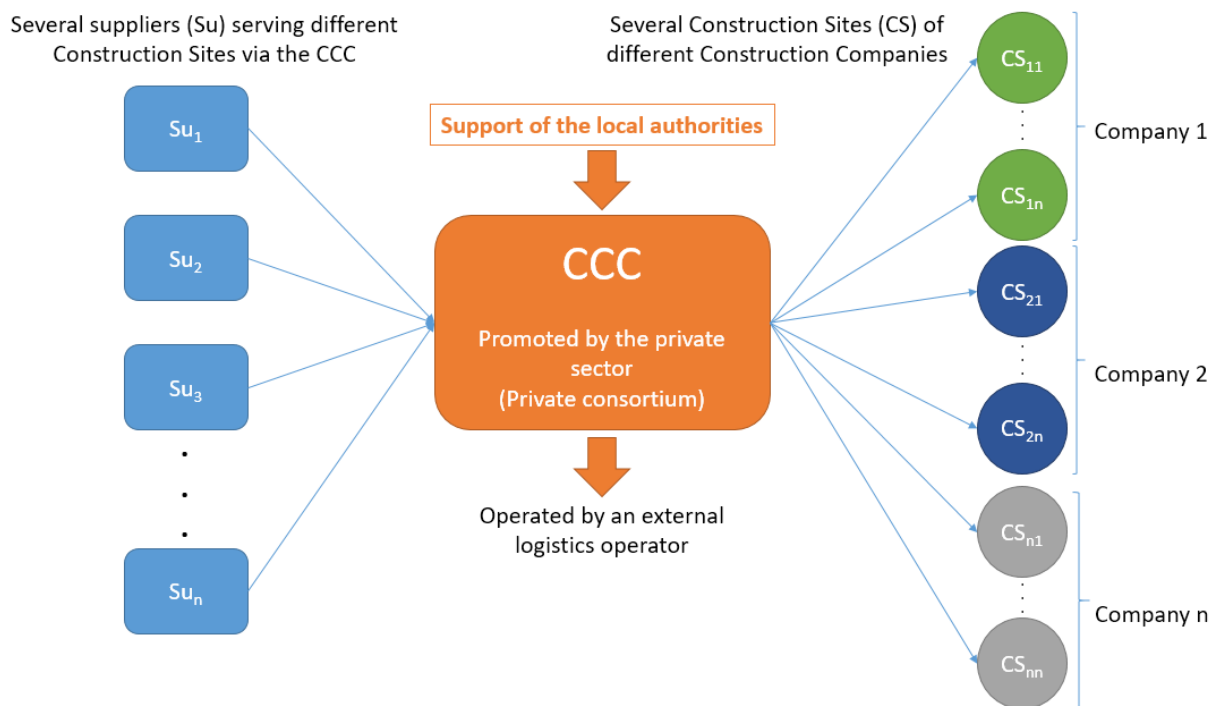 Several suppliers (Su) serving different
Construction Sites via the CCC
Several Construction Sites (CS) of
different Construction Companies
Su₁
Su₂
Su₃
Suₙ
Support of the local authorities
CCC
Promoted by the private
sector
(Private consortium)
Operated by an external
logistics operator
CS₁₁
CS₁ₙ
Company 1
CS₂₁
CS₂ₙ
Company 2
CSₙ₁
CSₙₙ
Company n